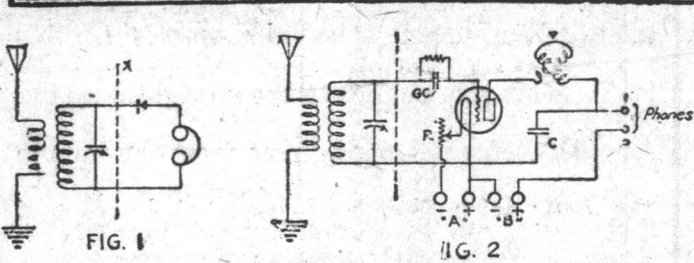 X
GC
R
Phones
C
"A" "B"
FIG. 1
IG. 2